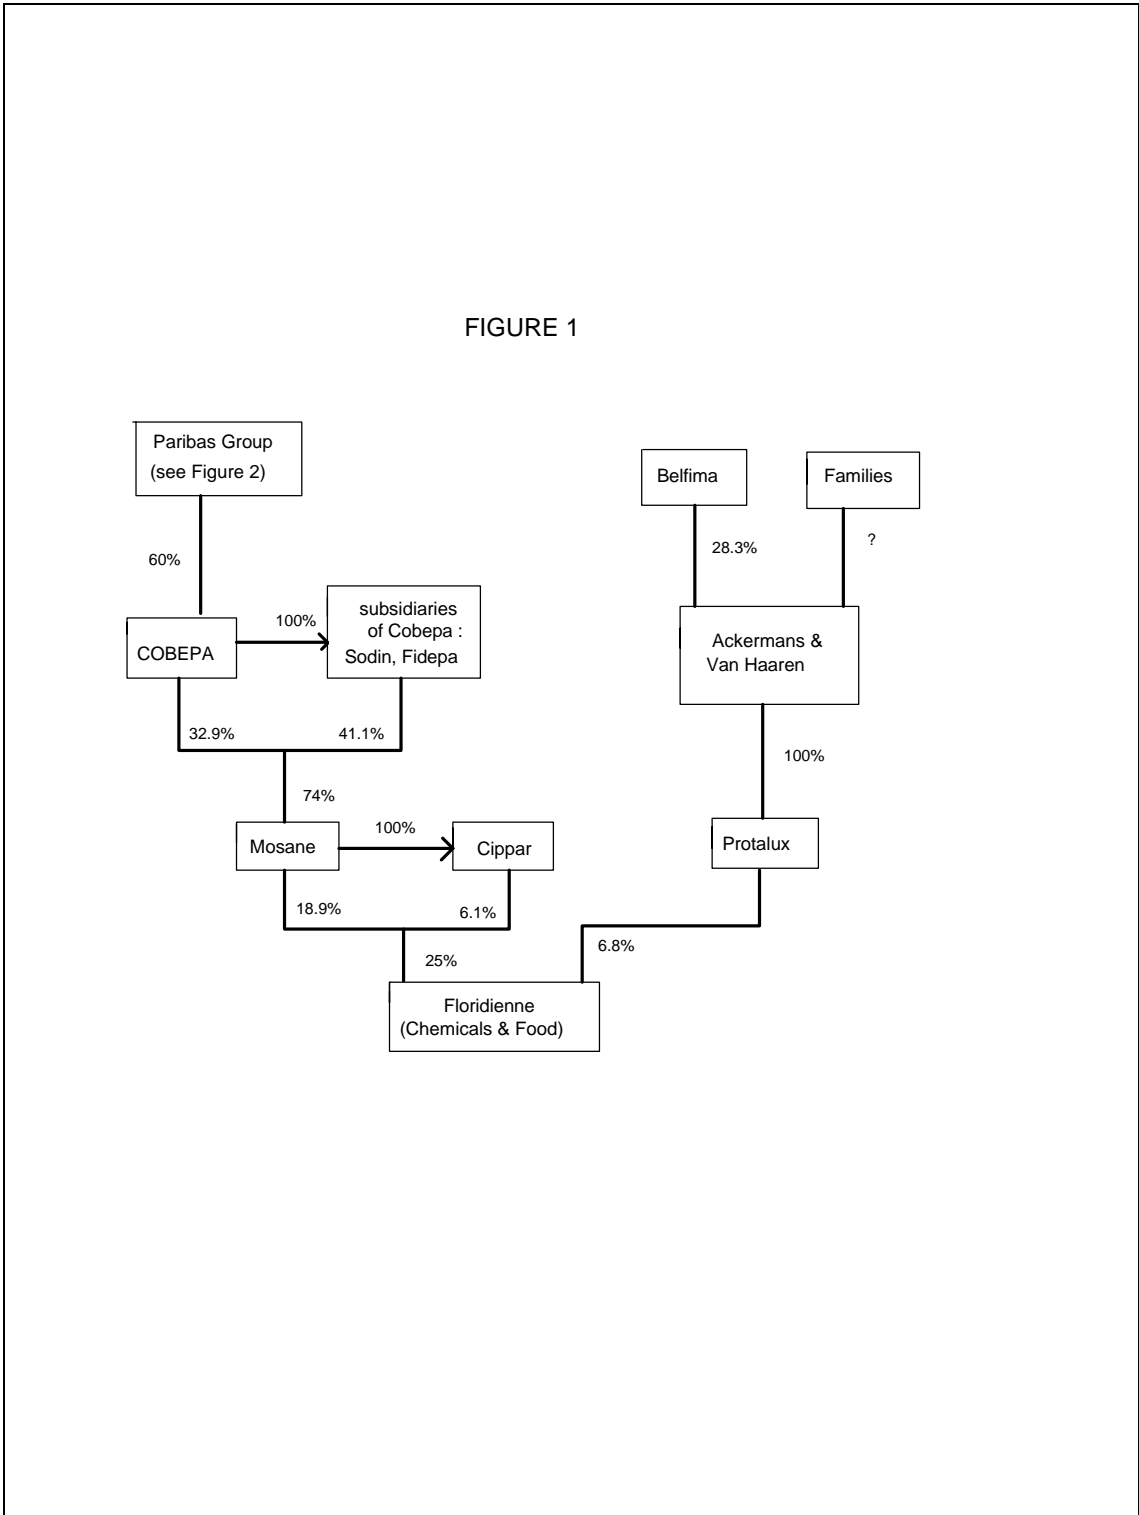 FIGURE 1
Paribas Group
(see Figure 2)
Belfima
Families
60%
28.3%
?
COBEPA
100%
subsidiaries
of Cobepa :
Sodin, Fidepa
Ackermans &
Van Haaren
32.9%
41.1%
100%
74%
Mosane
100%
Cippar
Protalux
18.9%
6.1%
25%
6.8%
Floridienne
(Chemicals & Food)